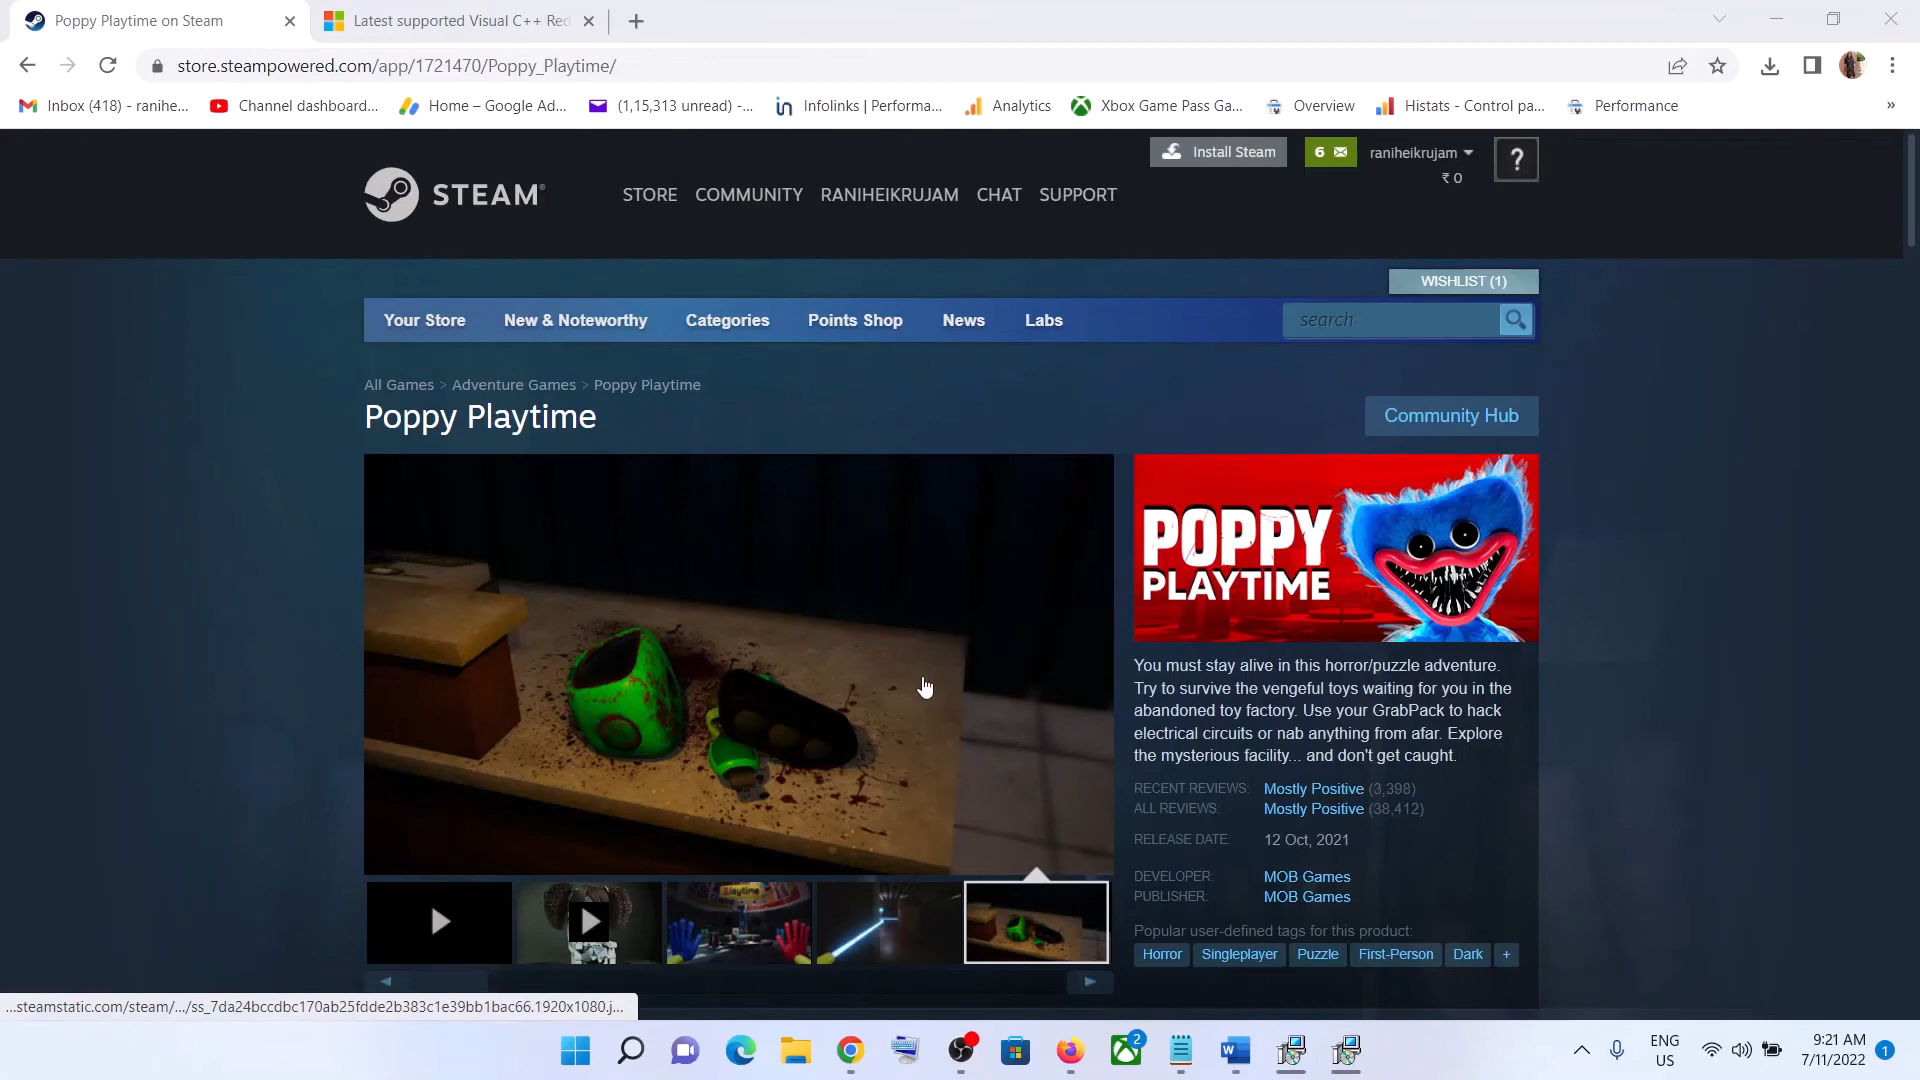 Poppy Playtime on Steam
Latest supported Visual C++ Red
store.steampowered.com/app/1721470/Poppy_Playtime/
Inbox (418) - ranihe...
Channel dashboard...
Home – Google Ad...
(1,15,313 unread) -...
Infolinks | Performa...
Analytics
Xbox Game Pass Ga...
Overview
Histats - Control pa...
Performance
»
Install Steam
6
raniheikrujam
₹ 0
?
STEAM®
STORE COMMUNITY RANIHEIKRUJAM CHAT SUPPORT
WISHLIST (1)
Your Store New & Noteworthy Categories Points Shop News Labs
search
All Games > Adventure Games > Poppy Playtime
Poppy Playtime
Community Hub
POPPY
PLAYTIME
You must stay alive in this horror/puzzle adventure.
Try to survive the vengeful toys waiting for you in the
abandoned toy factory. Use your GrabPack to hack
electrical circuits or nab anything from afar. Explore
the mysterious facility... and don't get caught.
RECENT REVIEWS: Mostly Positive (3,398)
ALL REVIEWS: Mostly Positive (38,412)
RELEASE DATE: 12 Oct, 2021
DEVELOPER: MOB Games
PUBLISHER: MOB Games
Popular user-defined tags for this product:
Horror Singleplayer Puzzle First-Person Dark +
Playtime
...steamstatic.com/steam/.../ss_7da24bccdbc170ab25fdde2b383c1e39bb1bac66.1920x1080.j...
2
ENG
US
9:21 AM
7/11/2022
1